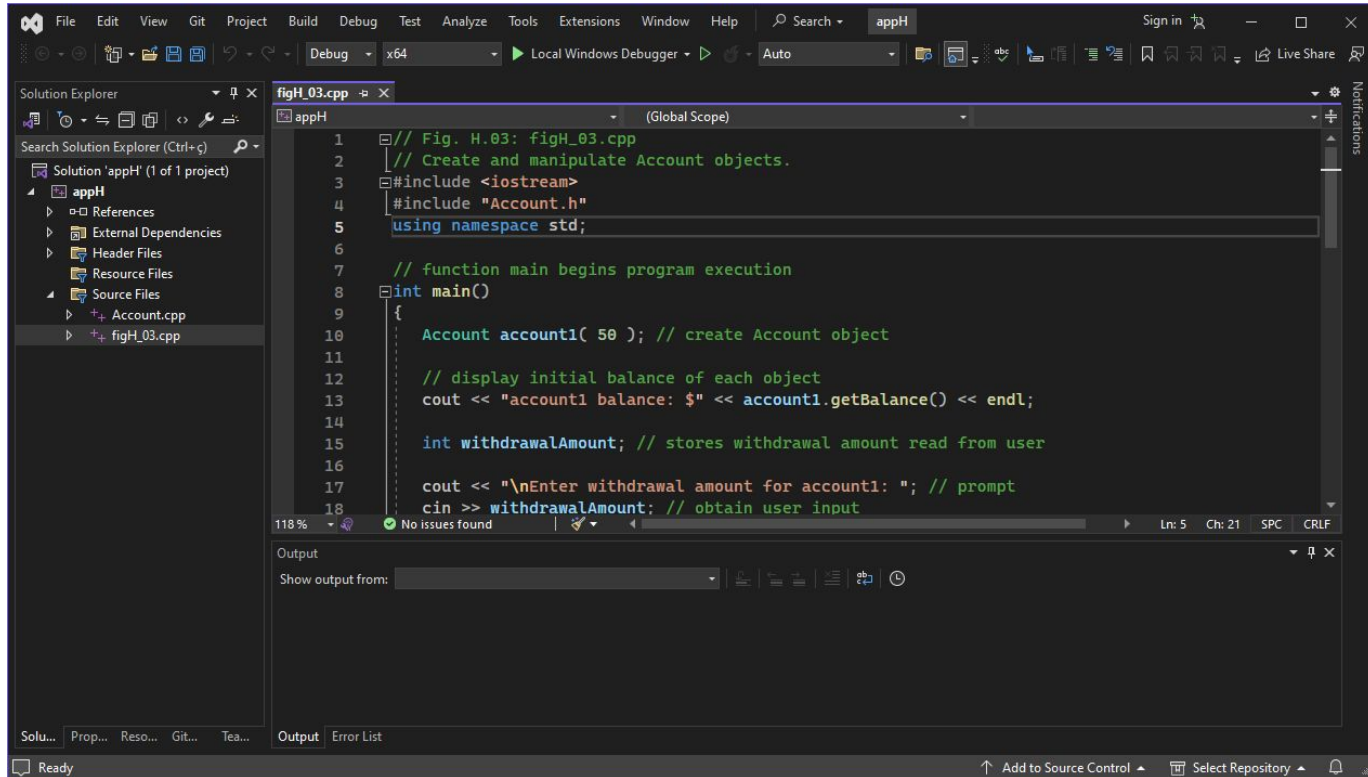 File Edit View Git Project Build Debug Test Analyze Tools Extensions Window Help Search appH Sign in
Debug x64 Local Windows Debugger Auto Live Share
Solution Explorer
Search Solution Explorer (Ctrl+ç)
Solution 'appH' (1 of 1 project)
appH
References
External Dependencies
Header Files
Resource Files
Source Files
Account.cpp
figH_03.cpp
Solu... Prop... Reso... Git... Tea...
figH_03.cpp
appH (Global Scope)
1 // Fig. H.03: figH_03.cpp
2 // Create and manipulate Account objects.
3 #include <iostream>
4 #include "Account.h"
5 using namespace std;
6
7 // function main begins program execution
8 int main()
9 {
10 Account account1( 50 ); // create Account object
11
12 // display initial balance of each object
13 cout << "account1 balance: $" << account1.getBalance() << endl;
14
15 int withdrawalAmount; // stores withdrawal amount read from user
16
17 cout << "\nEnter withdrawal amount for account1: "; // prompt
18 cin >> withdrawalAmount; // obtain user input
118 % No issues found Ln: 5 Ch: 21 SPC CRLF
Output
Show output from:
Output Error List
Notifications
Ready Add to Source Control Select Repository